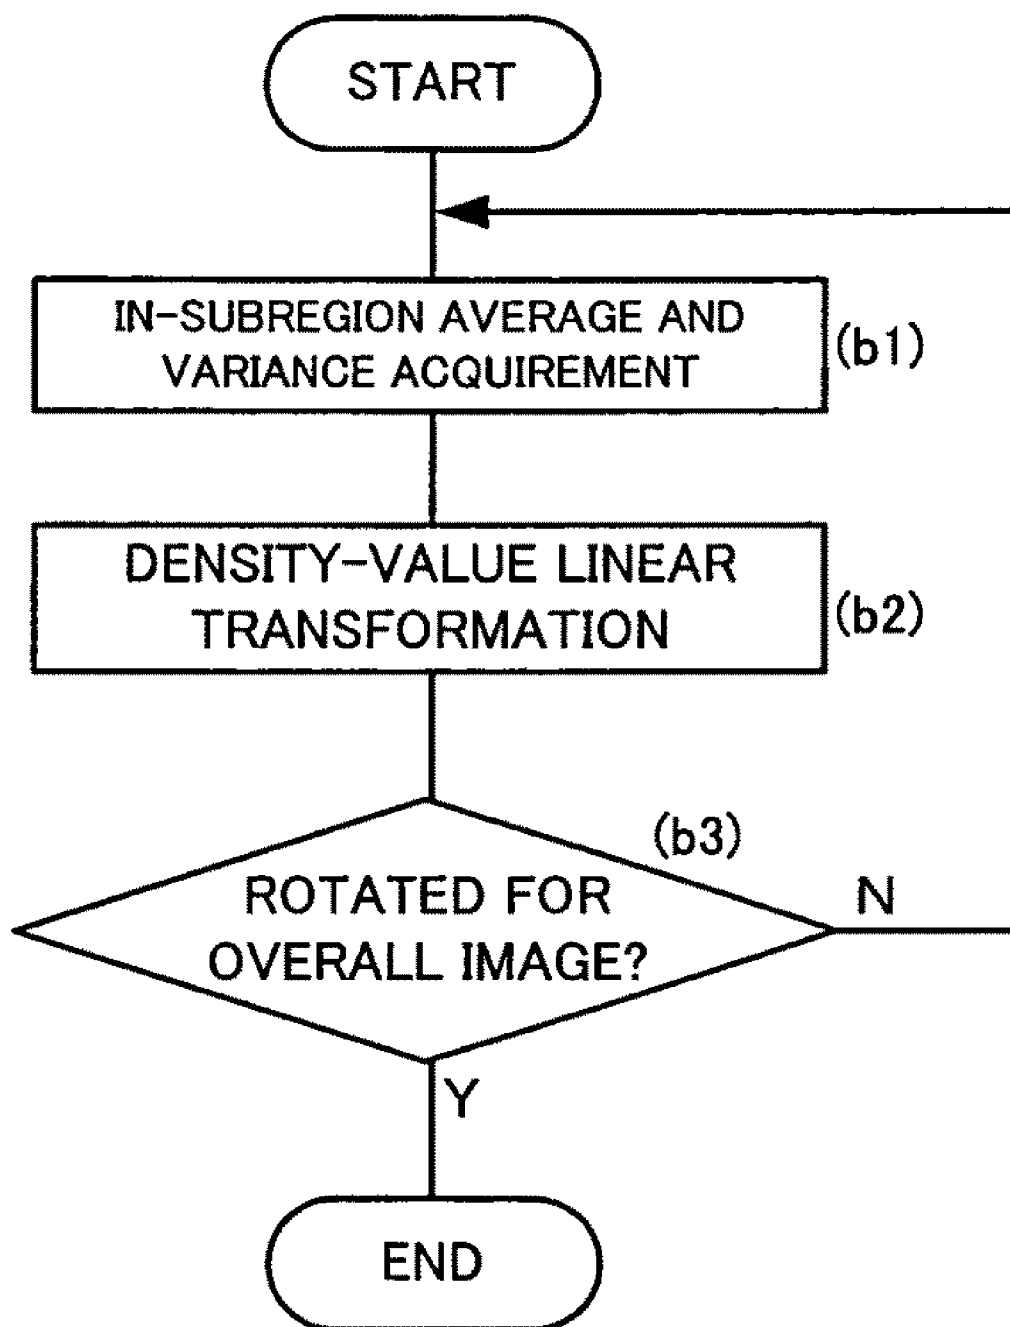 START
IN-SUBREGION AVERAGE AND
VARIANCE ACQUIREMENT
(b1)
DENSITY-VALUE LINEAR
TRANSFORMATION
(b2)
(b3)
ROTATED FOR
OVERALL IMAGE?
N
Y
END